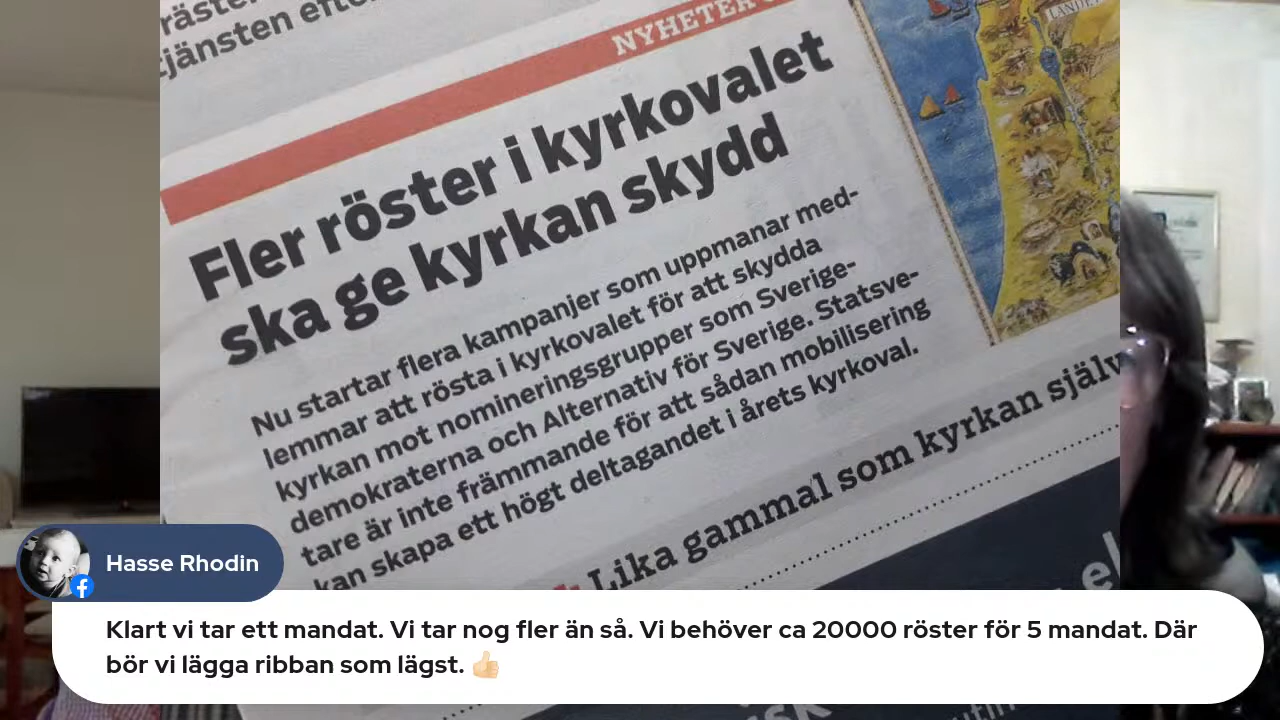 tjänsten efter
NYHETER
Fler röster i kyrkovalet
ska ge kyrkan skydd
Nu startar flera kampanjer som uppmanar med-
lemmar att rösta i kyrkovalet för att skydda
kyrkan mot nomineringsgrupper som Sverige-
demokraterna och Alternativ för Sverige. Statsve-
tare är inte främmande för att sådan mobilisering
kan skapa ett högt deltagandet i årets kyrkoval.
Lika gammal som kyrkan själv
Hasse Rhodin
Klart vi tar ett mandat. Vi tar nog fler än så. Vi behöver ca 20000 röster för 5 mandat. Där
bör vi lägga ribban som lägst. 👍🏻